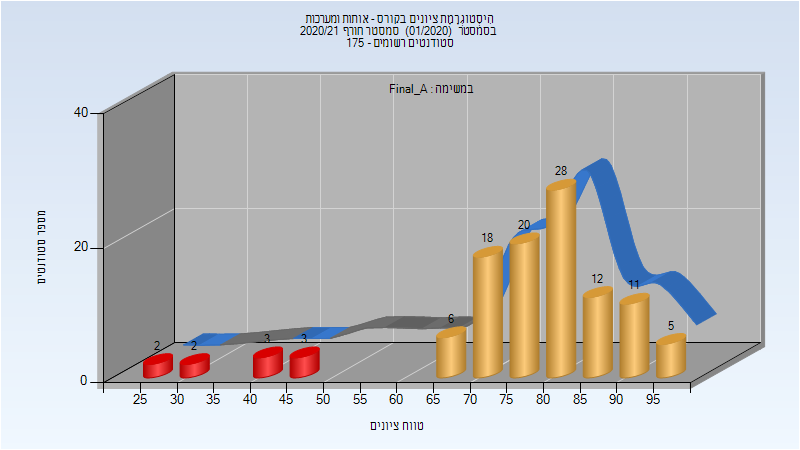 היסטוגרמת ציונים בקורס - אותות ומערכות
בסמסטר (01/2020) סמסטר חורף 2020/21
סטודנטים רשומים - 175
במשימה : Final_A
מספר סטודנטים
40
20
0
2
2
3
3
6
18
20
28
12
11
5
25 30 35 40 45 50 55 60 65 70 75 80 85 90 95
טווח ציונים